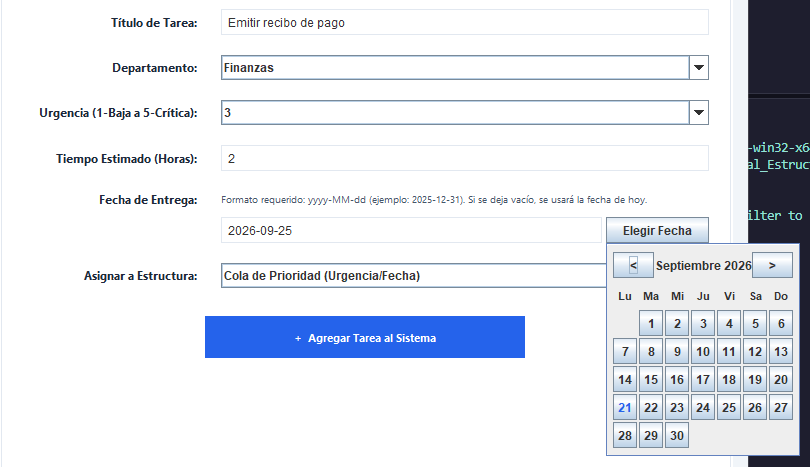 Título de Tarea: Emitir recibo de pago
Departamento: Finanzas
Urgencia (1-Baja a 5-Crítica): 3
-win32-x6
al_Estruc
Tiempo Estimado (Horas): 2
Fecha de Entrega: Formato requerido: yyyy-MM-dd (ejemplo: 2025-12-31). Si se deja vacío, se usará la fecha de hoy.
ilter to
2026-09-25 Elegir Fecha
Asignar a Estructura: Cola de Prioridad (Urgencia/Fecha)
+ Agregar Tarea al Sistema
< Septiembre 2026 >
Lu Ma Mi Ju Vi Sa Do
1 2 3 4 5 6
7 8 9 10 11 12 13
14 15 16 17 18 19 20
21 22 23 24 25 26 27
28 29 30